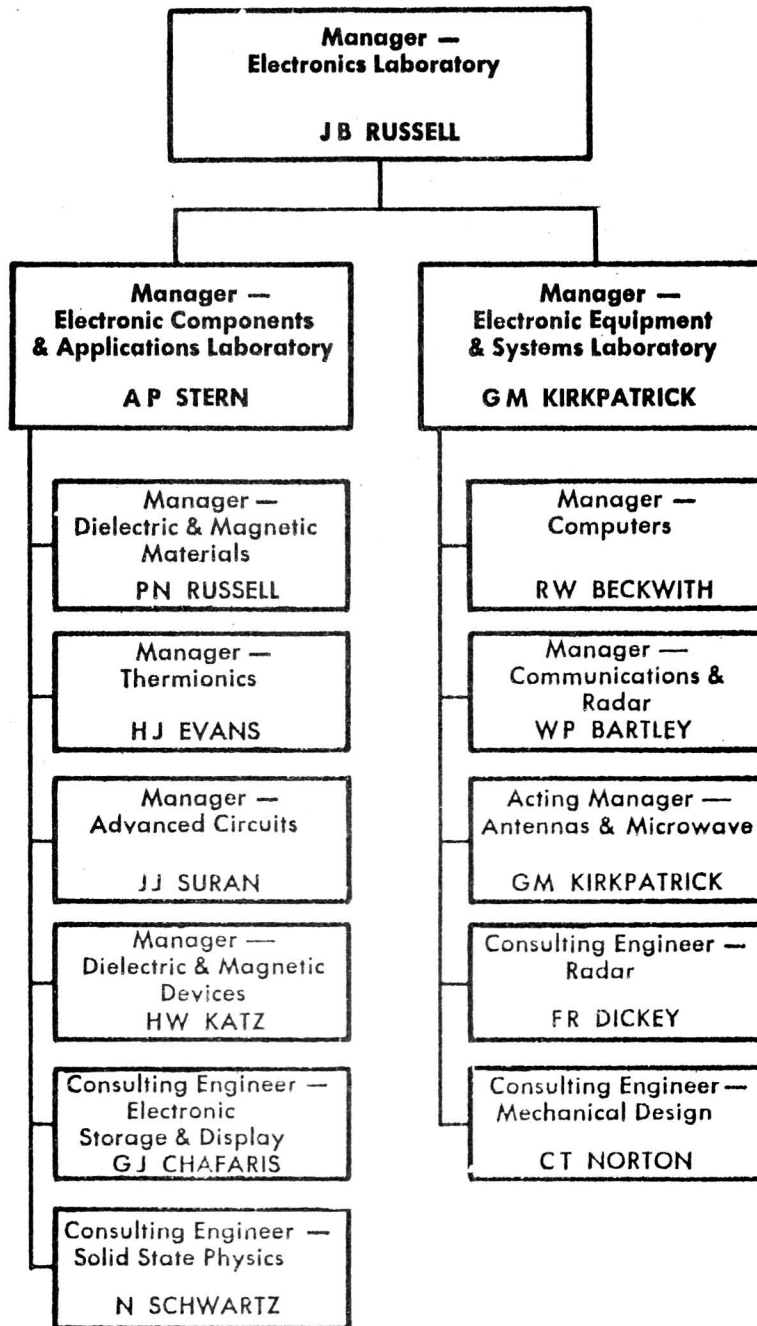 Manager —
Electronics Laboratory
J B RUSSELL
Manager —
Electronic Components
& Applications Laboratory
A P STERN
Manager —
Dielectric & Magnetic
Materials
PN RUSSELL
Manager —
Thermionics
HJ EVANS
Manager —
Advanced Circuits
JJ SURAN
Manager —
Dielectric & Magnetic
Devices
HW KATZ
Consulting Engineer —
Electronic
Storage & Display
GJ CHAFARIS
Consulting Engineer —
Solid State Physics
N SCHWARTZ
Manager —
Electronic Equipment
& Systems Laboratory
G M KIRKPATRICK
Manager —
Computers
RW BECKWITH
Manager —
Communications &
Radar
WP BARTLEY
Acting Manager —
Antennas & Microwave
GM KIRKPATRICK
Consulting Engineer —
Radar
FR DICKEY
Consulting Engineer —
Mechanical Design
CT NORTON